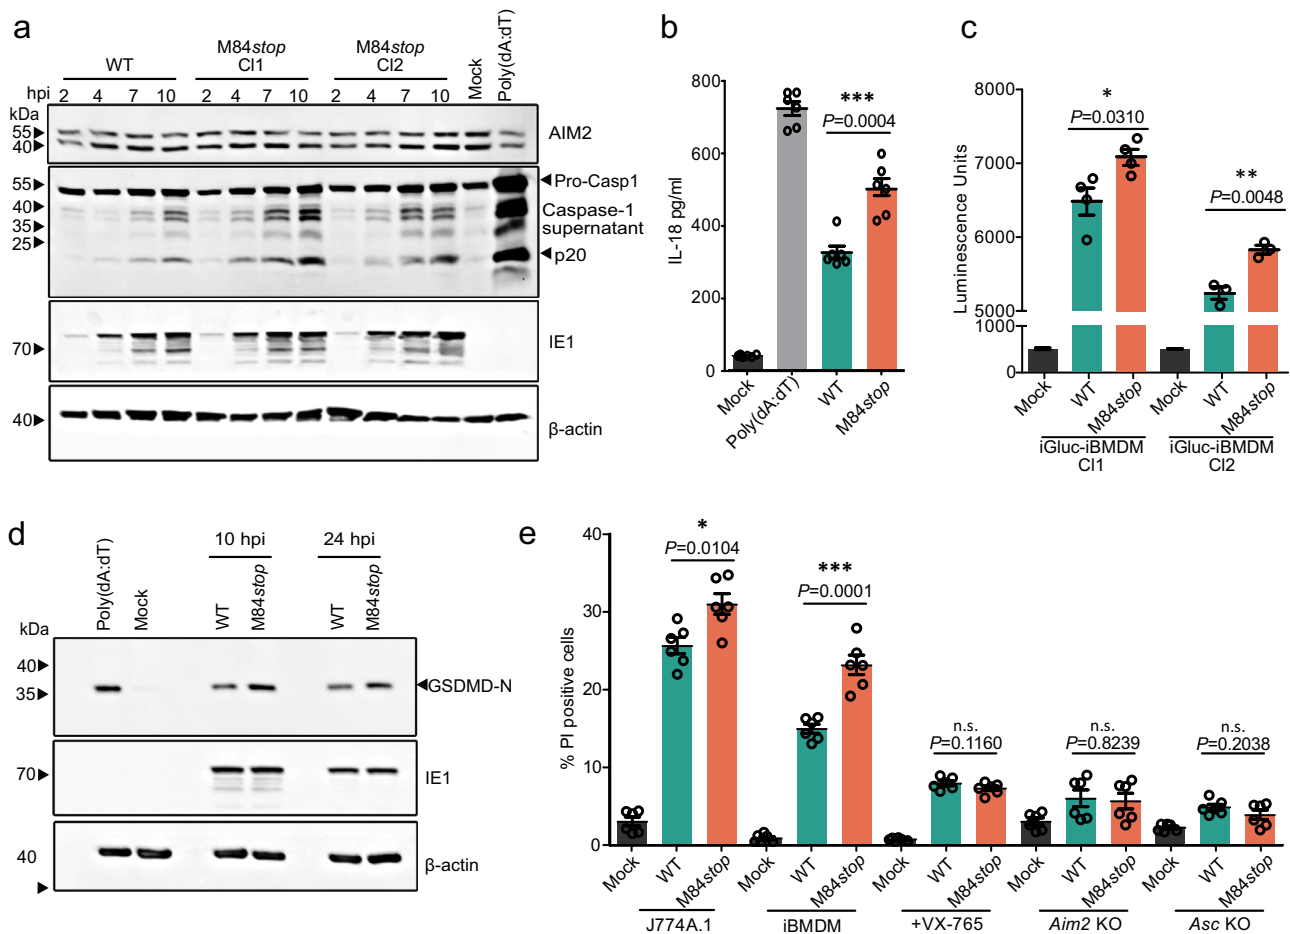 a
WT
M84stop
Cl1
M84stop
Cl2
Mock
Poly(dA:dT)
hpi 2 4 7 10 2 4 7 10 2 4 7 10
kDa
55
40
AIM2
55
40
35
25
Pro-Casp1
Caspase-1
supernatant
p20
70
IE1
40
β-actin
b
IL-18 pg/ml
800
600
400
200
0
***
P=0.0004
Mock
Poly(dA:dT)
WT
M84stop
c
Luminescence Units
8000
7000
6000
5000
1000
0
*
P=0.0310
**
P=0.0048
Mock
WT
M84stop
Mock
WT
M84stop
iGluc-iBMDM
Cl1
iGluc-iBMDM
Cl2
d
Poly(dA:dT)
Mock
10 hpi
WT
M84stop
24 hpi
WT
M84stop
kDa
40
35
GSDMD-N
70
IE1
40
β-actin
e
% PI positive cells
40
30
20
10
0
*
P=0.0104
***
P=0.0001
n.s.
P=0.1160
n.s.
P=0.8239
n.s.
P=0.2038
Mock
WT
M84stop
Mock
WT
M84stop
Mock
WT
M84stop
Mock
WT
M84stop
Mock
WT
M84stop
J774A.1
iBMDM
+VX-765
Aim2 KO
Asc KO